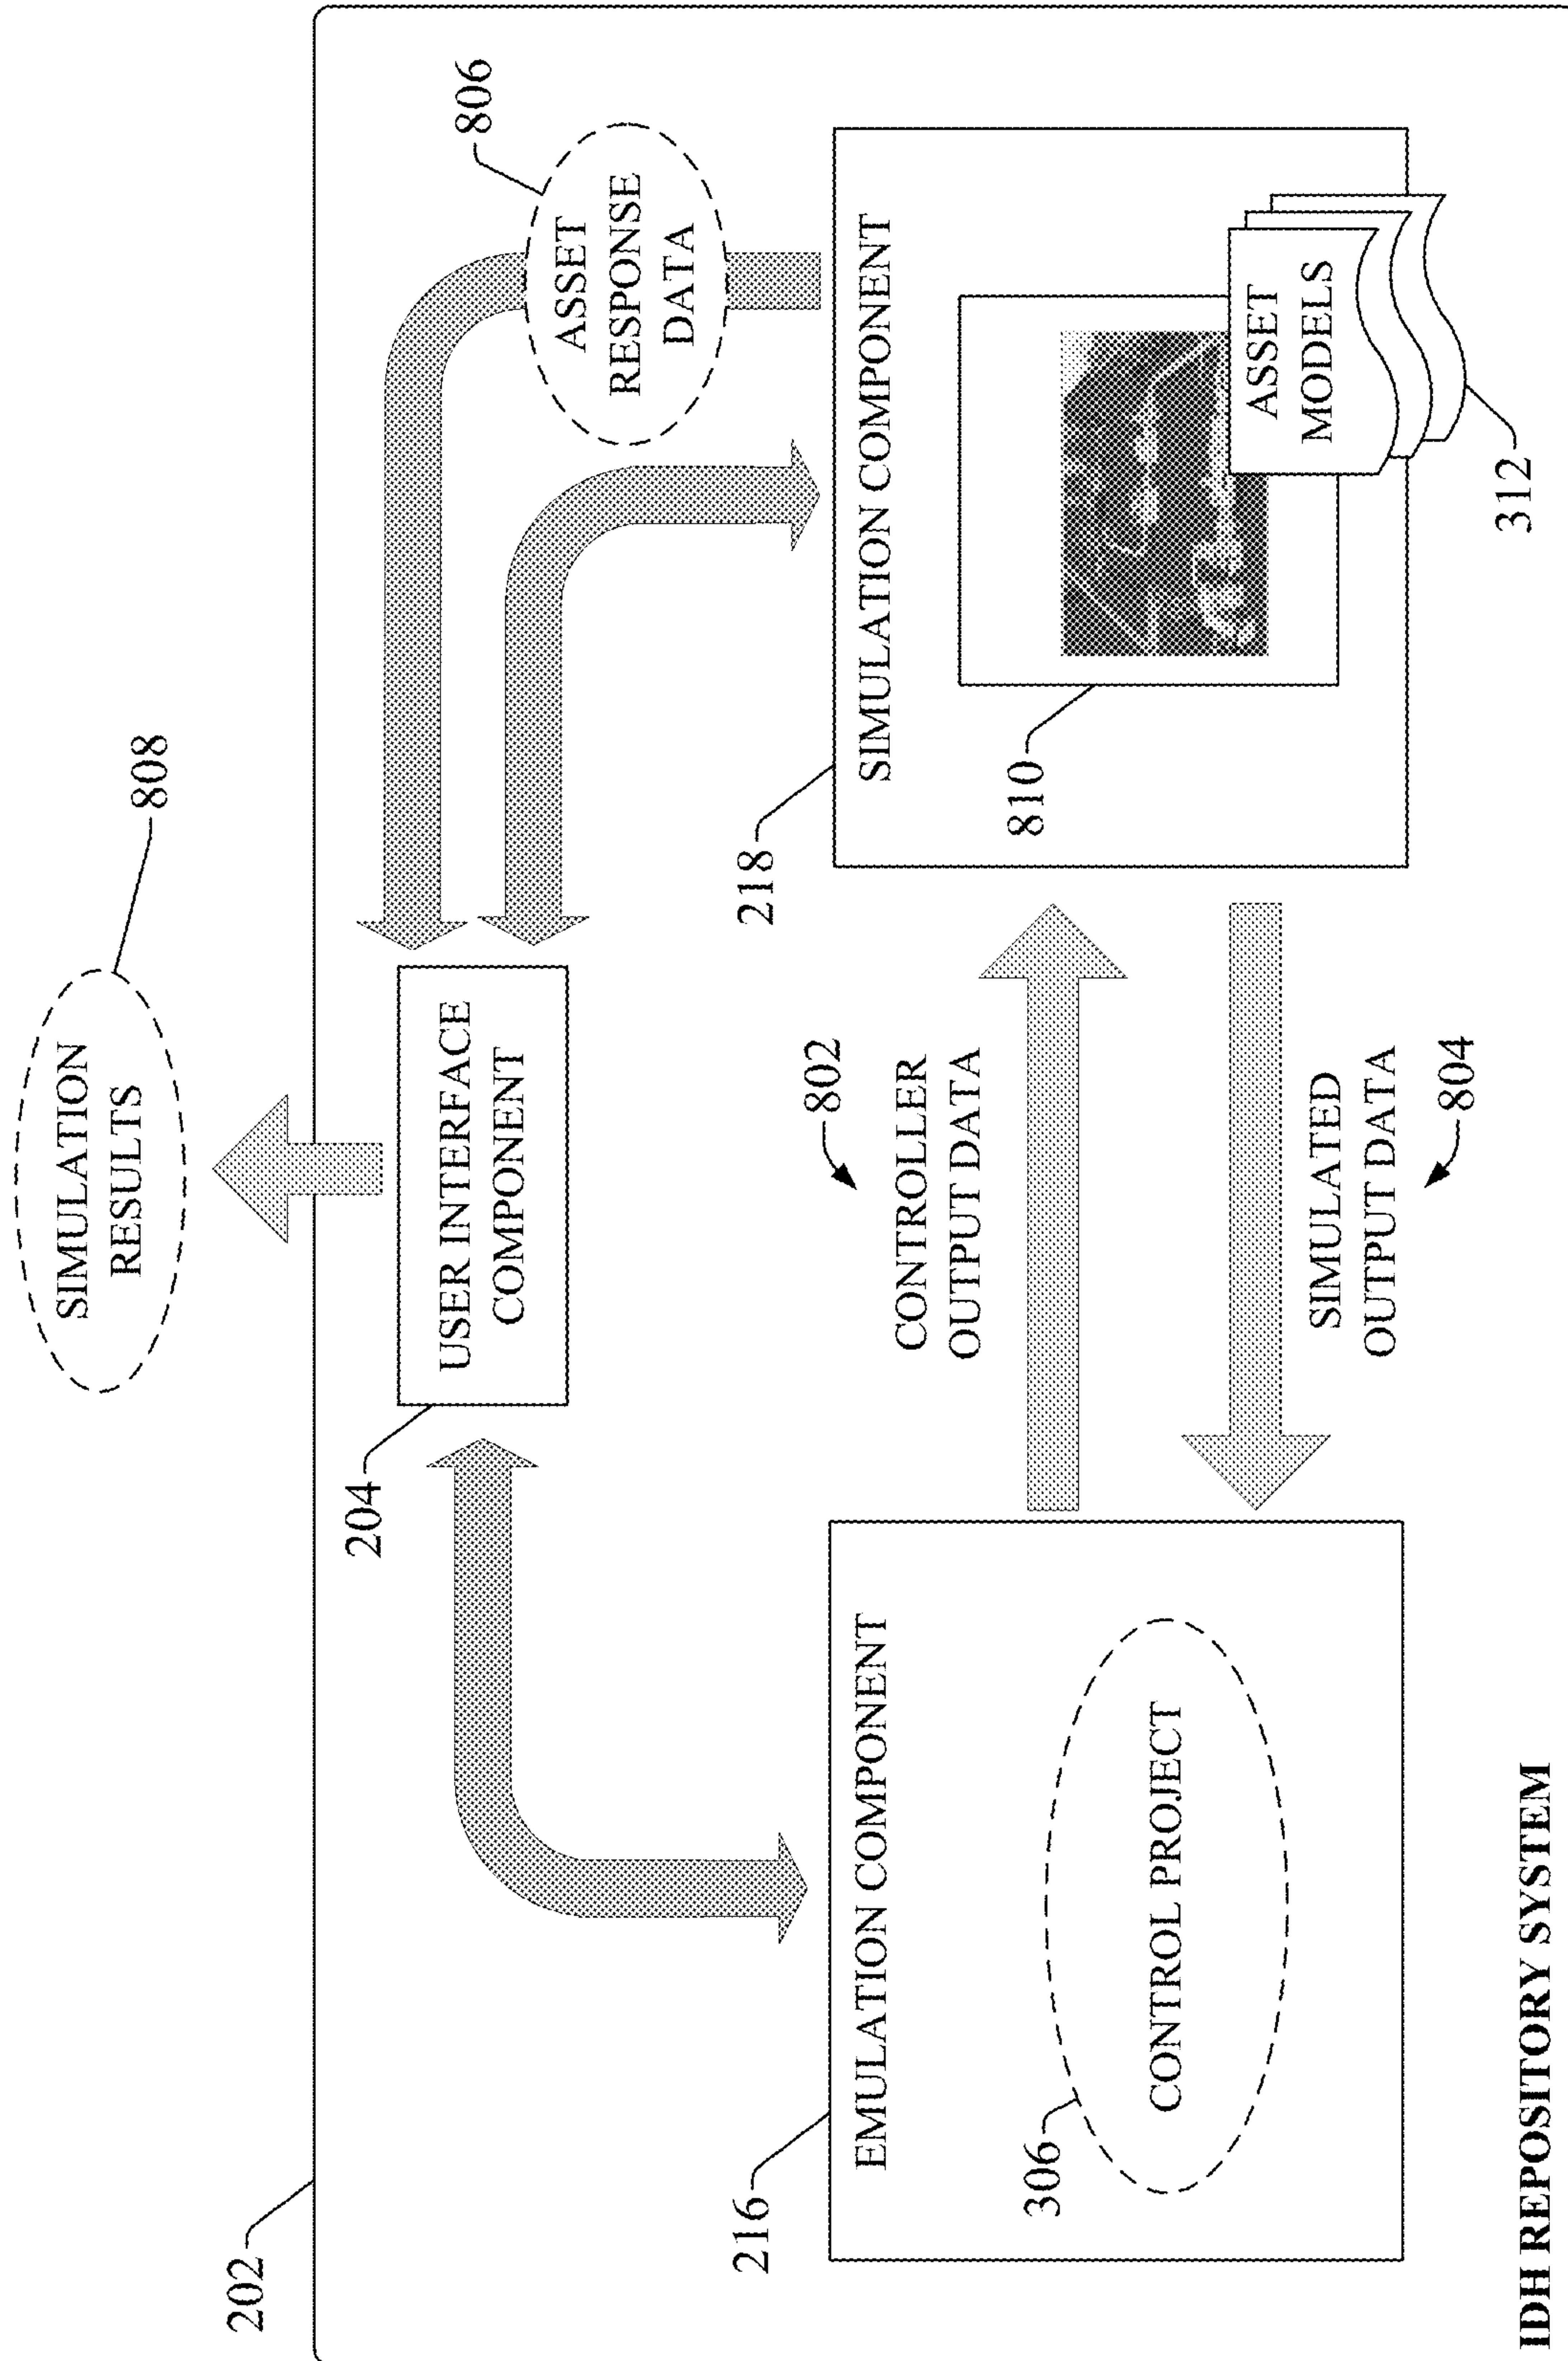 SIMULATION
RESULTS
808
202
204
USER INTERFACE
COMPONENT
806
ASSET
RESPONSE
DATA
216
EMULATION COMPONENT
306
CONTROL PROJECT
802
CONTROLLER
OUTPUT DATA
SIMULATED
OUTPUT DATA
804
218
SIMULATION COMPONENT
810
ASSET
MODELS
312
IDH REPOSITORY SYSTEM